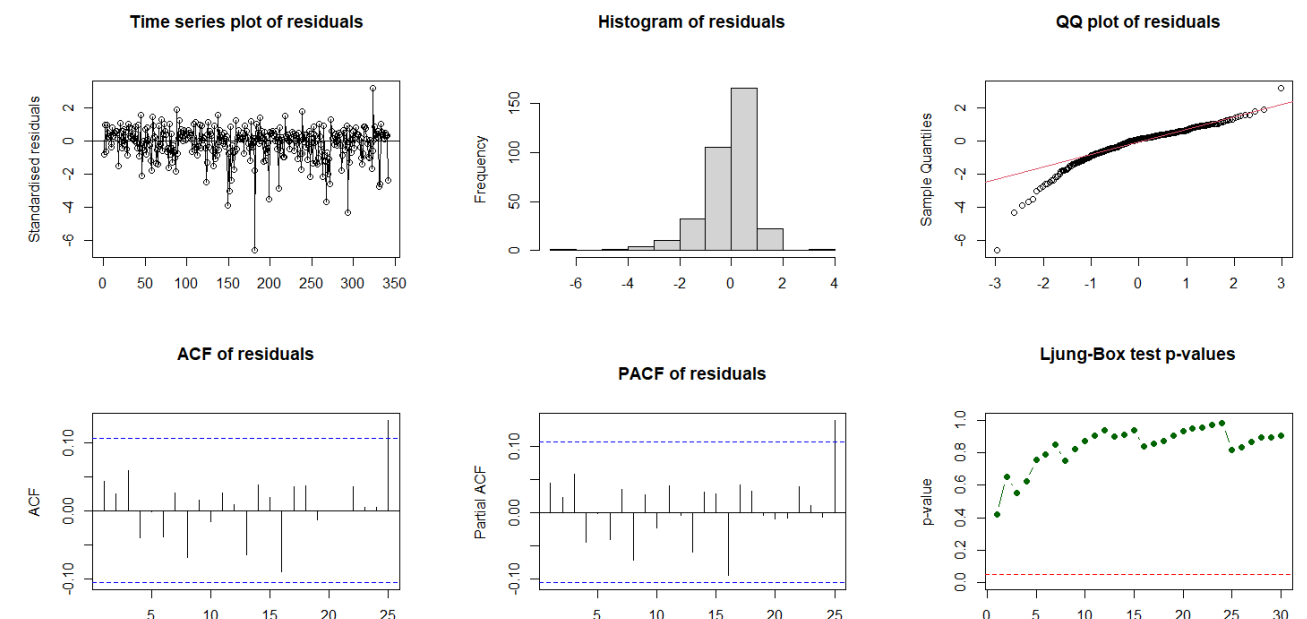 Time series plot of residuals
Standardised residuals
2
0
-2
-4
-6
0 50 100 150 200 250 300 350
Histogram of residuals
Frequency
150
100
50
0
-6 -4 -2 0 2 4
QQ plot of residuals
Sample Quantiles
2
0
-2
-4
-6
-3 -2 -1 0 1 2 3
ACF of residuals
ACF
0.10
0.00
-0.10
5 10 15 20 25
PACF of residuals
Partial ACF
0.10
0.00
-0.10
5 10 15 20 25
Ljung-Box test p-values
p-value
1.0
0.8
0.6
0.4
0.2
0.0
0 5 10 15 20 25 30